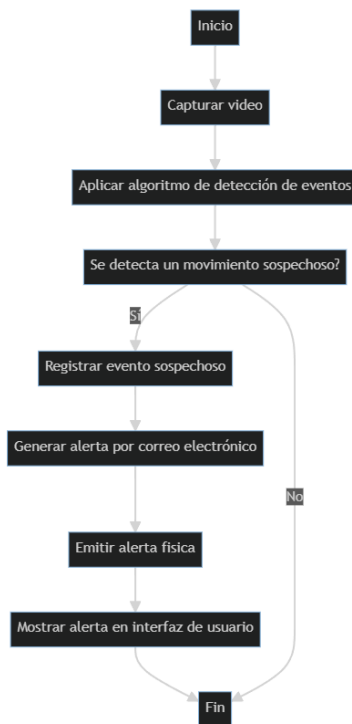 Inicio
Capturar video
Aplicar algoritmo de detección de eventos
Se detecta un movimiento sospechoso?
Sí
Registrar evento sospechoso
Generar alerta por correo electrónico
No
Emitir alerta fisica
Mostrar alerta en interfaz de usuario
Fin